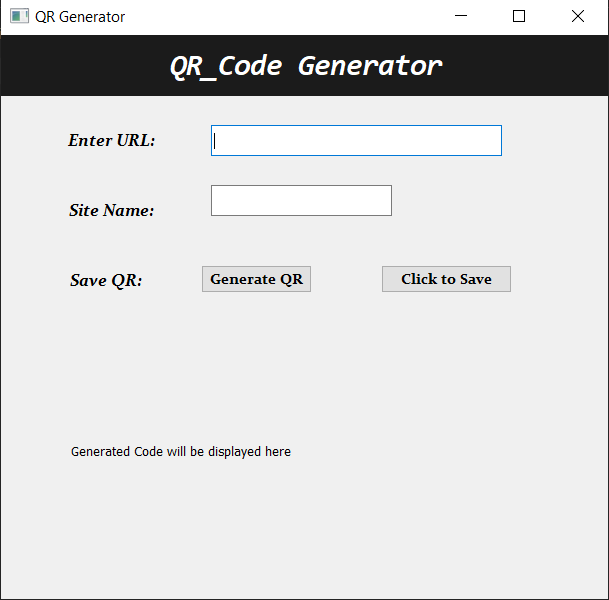 QR Generator
QR_Code Generator
Enter URL:
Site Name:
Save QR: Generate QR Click to Save
Generated Code will be displayed here